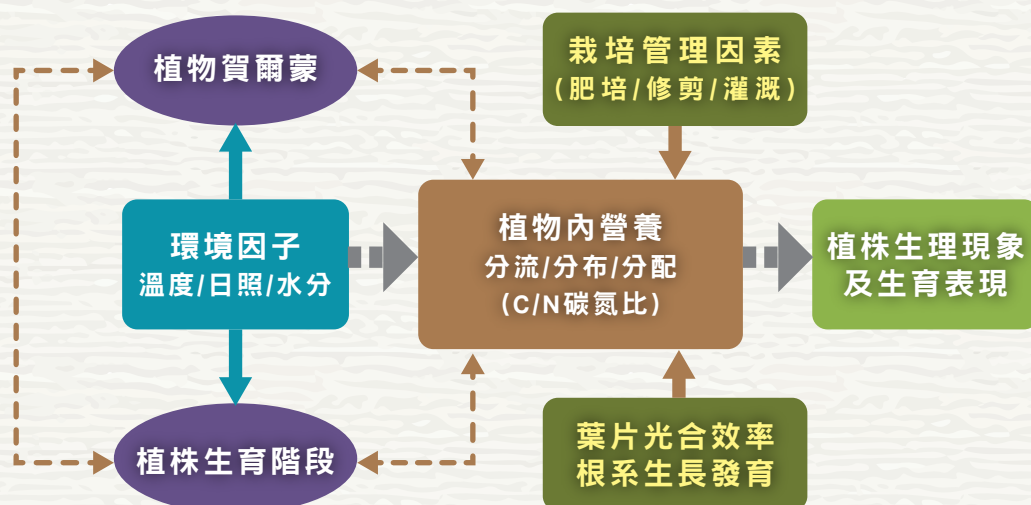 植物賀爾蒙
栽培管理因素
(肥培/修剪/灌溉)
環境因子
溫度/日照/水分
植物內營養
分流/分布/分配
(C/N碳氮比)
植株生理現象
及生育表現
植株生育階段
葉片光合效率
根系生長發育